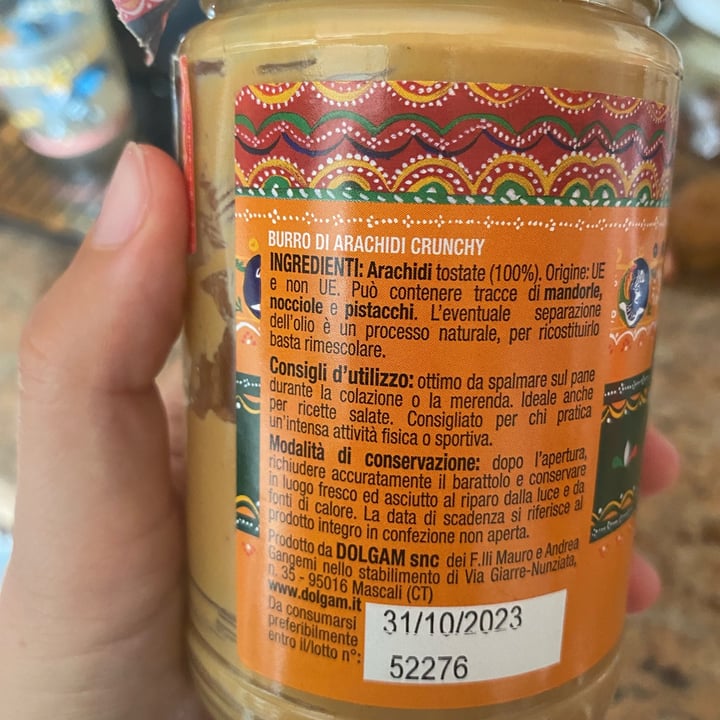 BURRO DI ARACHIDI CRUNCHY
INGREDIENTI: Arachidi tostate (100%). Origine: UE
e non UE. Può contenere tracce di mandorle,
nocciole e pistacchi. L'eventuale separazione
dell'olio è un processo naturale, per ricostituirlo
basta rimescolare.
Consigli d'utilizzo: ottimo da spalmare sul pane
durante la colazione o la merenda. Ideale anche
per ricette salate. Consigliato per chi pratica
un'intensa attività fisica o sportiva.
Modalità di conservazione: dopo l'apertura,
richiudere accuratamente il barattolo e conservare
in luogo fresco ed asciutto al riparo dalla luce e da
fonti di calore. La data di scadenza si riferisce al
prodotto integro in confezione non aperta.
Prodotto da DOLGAM snc dei F.lli Mauro e Andrea
Gangemi nello stabilimento di Via Giarre-Nunziata,
n. 35 - 95016 Mascali (CT)
www.dolgam.it
Da consumarsi
preferibilmente
entro il/lotto n°:
31/10/2023
52276